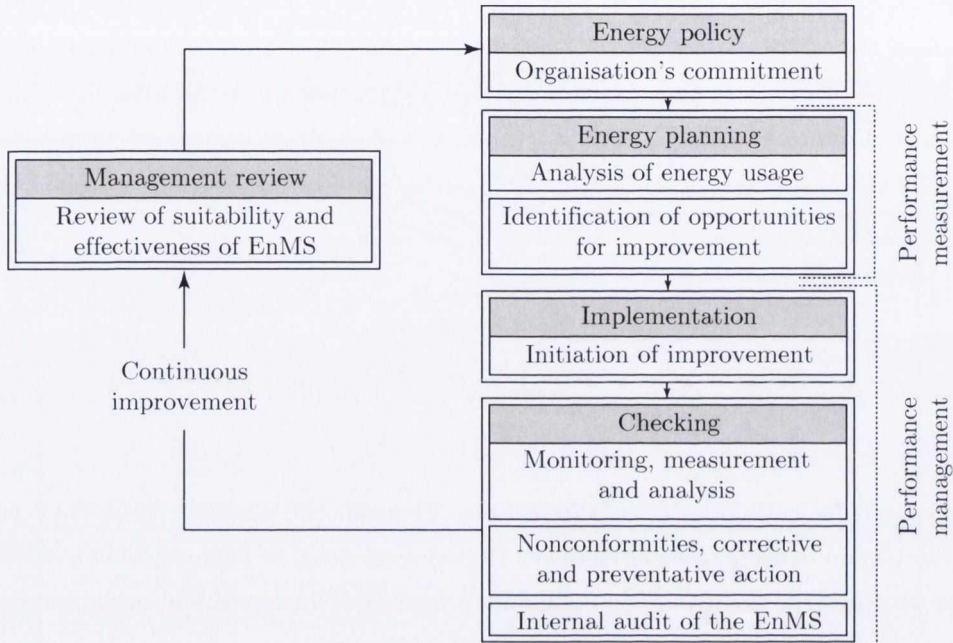 Energy policy
Organisation's commitment
Energy planning
Analysis of energy usage
Identification of opportunities
for improvement
Performance
measurement
Management review
Review of suitability and
effectiveness of EnMS
Implementation
Initiation of improvement
Continuous
improvement
Checking
Monitoring, measurement
and analysis
Nonconformities, corrective
and preventative action
Internal audit of the EnMS
Performance
management